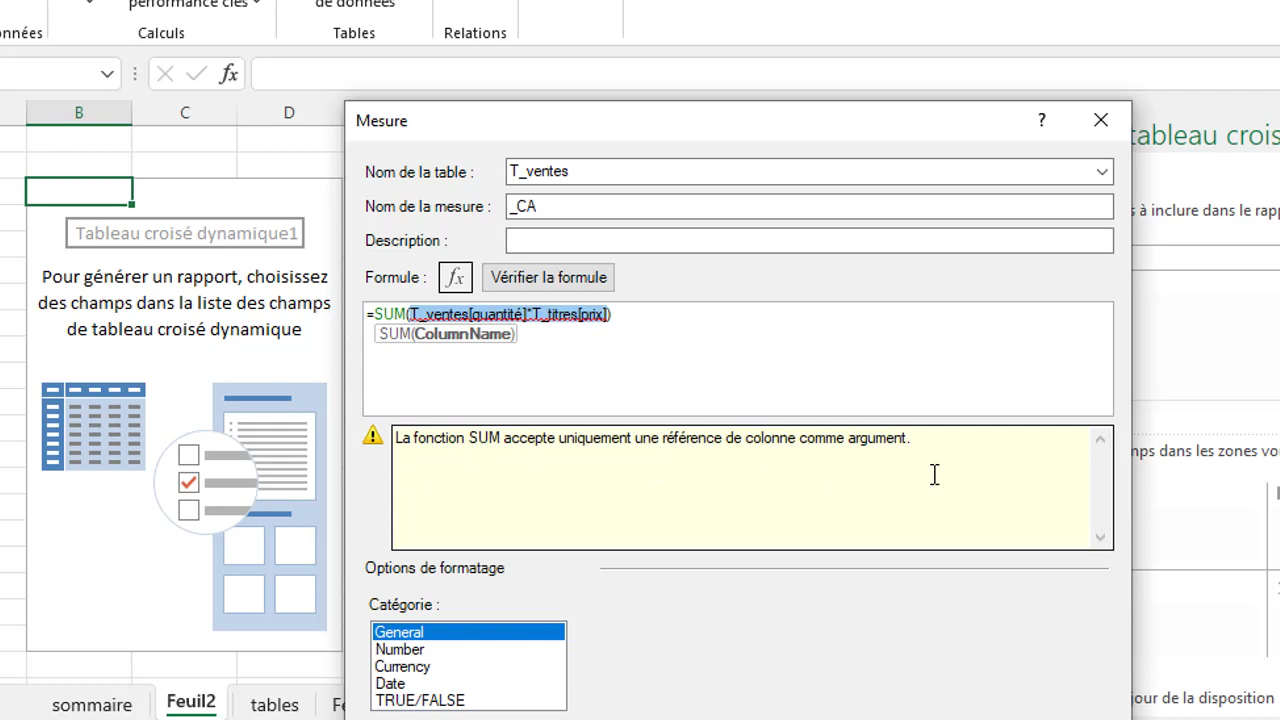 performance clés
de données
onnées
Calculs
Tables
Relations
fx
B
C
D
Mesure
?
tableau crois
Nom de la table :
T_ventes
à inclure dans le rapp
Nom de la mesure :
_CA
Tableau croisé dynamique1
Description :
Pour générer un rapport, choisissez
des champs dans la liste des champs
de tableau croisé dynamique
Formule :
fx
Vérifier la formule
=SUM(T_ventes[quantité]*T_titres[prix])
SUM(ColumnName)
La fonction SUM accepte uniquement une référence de colonne comme argument.
mps dans les zones vou
Options de formatage
Catégorie :
General
Number
Currency
Date
TRUE/FALSE
sommaire
Feuil2
tables
jour de la disposition